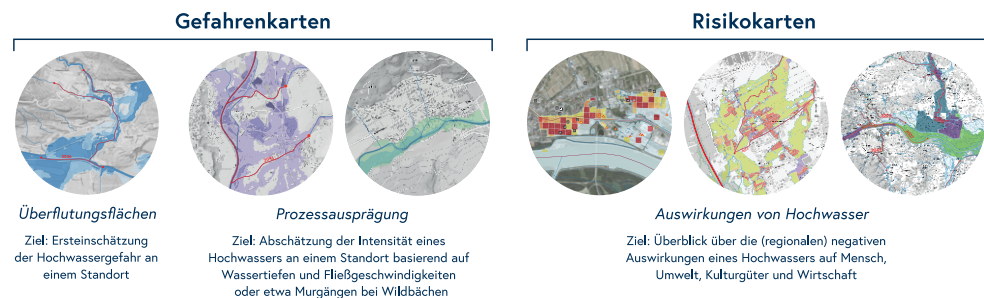 Gefahrenkarten
Risikokarten
Überflutungsflächen
Ziel: Ersteinschätzung
der Hochwassergefahr an
einem Standort
Prozessausprägung
Ziel: Abschätzung der Intensität eines
Hochwassers an einem Standort basierend auf
Wassertiefen und Fließgeschwindigkeiten
oder etwa Murgängen bei Wildbächen
Auswirkungen von Hochwasser
Ziel: Überblick über die (regionalen) negativen
Auswirkungen eines Hochwassers auf Mensch,
Umwelt, Kulturgüter und Wirtschaft